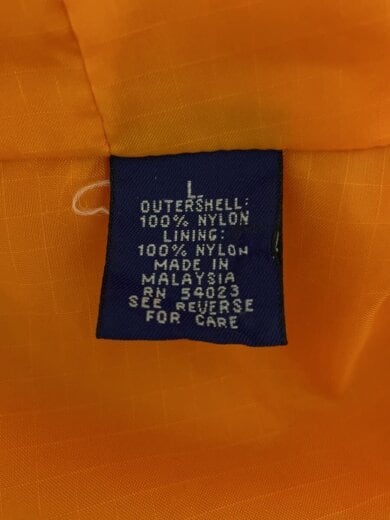 L
OUTERSHELL:
100% NYLON
LINING:
100% NYLON
MADE IN
MALAYSIA
RN 54023
SEE REVERSE
FOR CARE